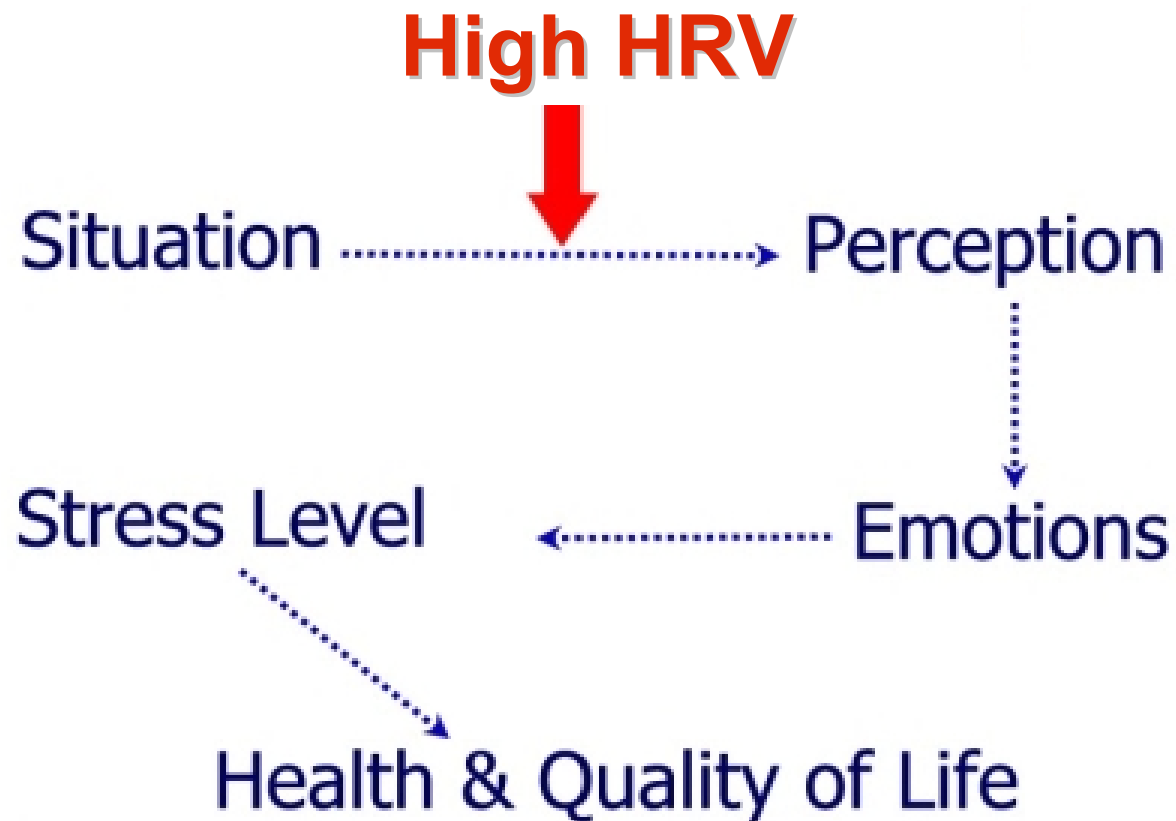 High HRV
Situation
Perception
Stress Level
Emotions
Health & Quality of Life